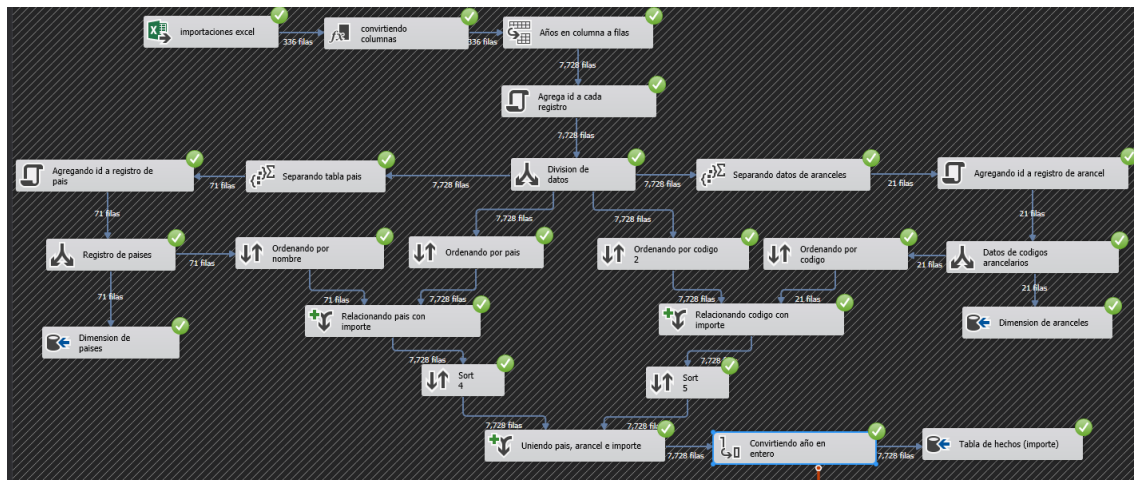 importaciones excel
336 filas
convirtiendo
columnas
336 filas
Años en columna a filas
7,728 filas
Agrega id a cada
registro
7,728 filas
Agregando id a registro de
pais
71 filas
Separando tabla pais
7,728 filas
Division de
datos
7,728 filas
Separando datos de aranceles
21 filas
Agregando id a registro de arancel
71 filas
7,728 filas
7,728 filas
21 filas
Registro de paises
71 filas
Ordenando por
nombre
Ordenando por pais
Ordenando por codigo
2
Ordenando por
codigo
21 filas
Datos de codigos
arancelarios
71 filas
71 filas
7,728 filas
7,728 filas
21 filas
21 filas
Dimension de
paises
Relacionando pais con
importe
Relacionando codigo con
importe
Dimension de aranceles
7,728 filas
7,728 filas
Sort
4
Sort
5
7,728 filas
7,728 filas
Uniendo pais, arancel e importe
7,728 filas
Convirtiendo año en
entero
7,728 filas
Tabla de hechos (importe)